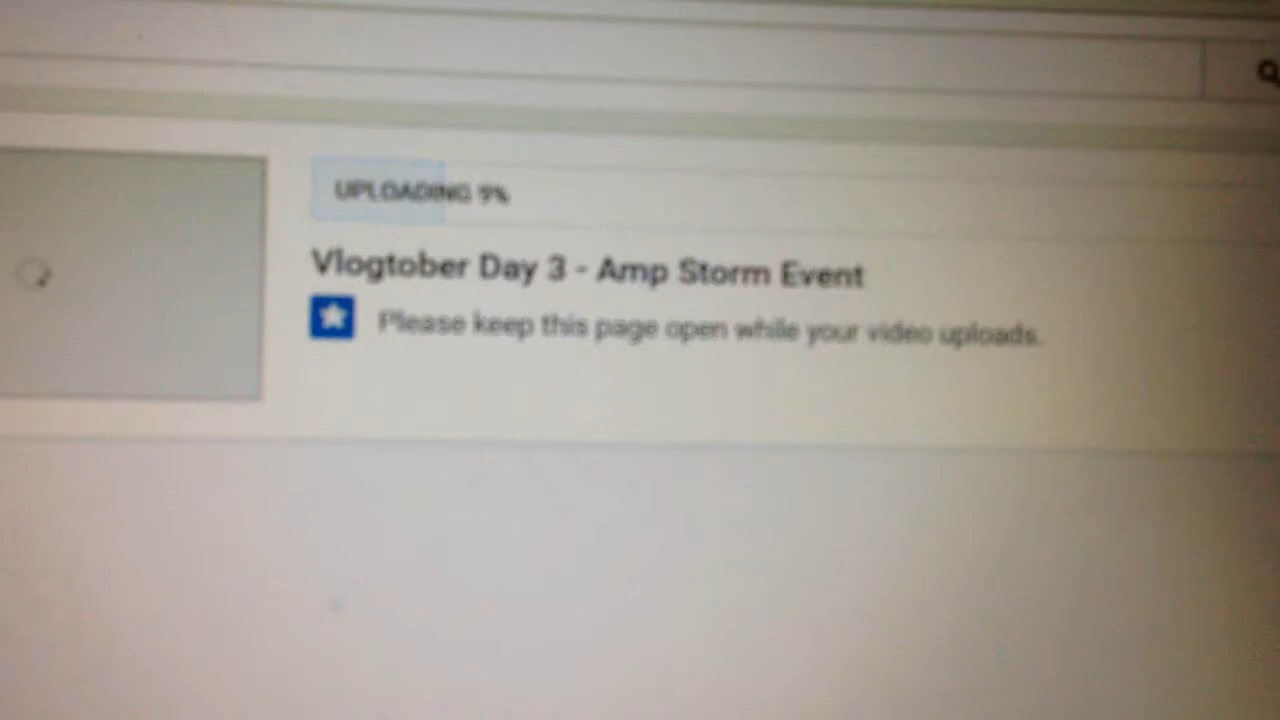 UPLOADING 9%
Vlogtober Day 3 - Amp Storm Event
Please keep this page open while your video uploads.